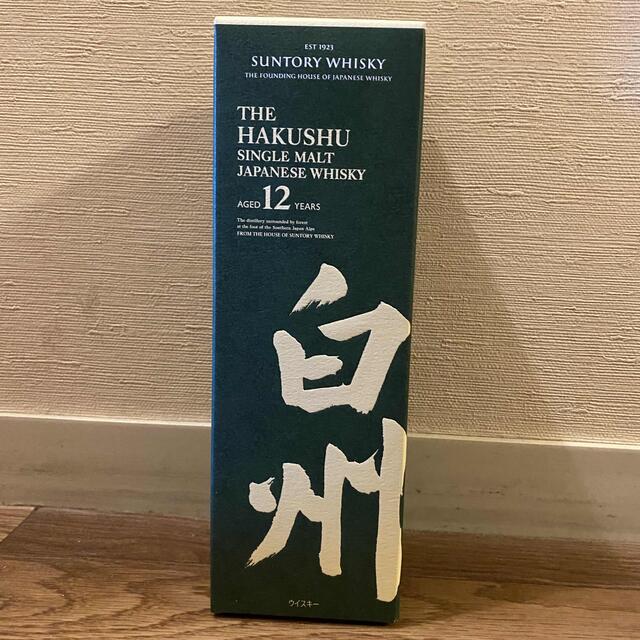 EST 1923
SUNTORY WHISKY
THE FOUNDING HOUSE OF JAPANESE WHISKY
THE
HAKUSHU
SINGLE MALT
JAPANESE WHISKY
AGED 12 YEARS
The distillery surrounded by forest
at the foot of the Southern Japan Alps
FROM THE HOUSE OF SUNTORY WHISKY
白州
ウイスキー